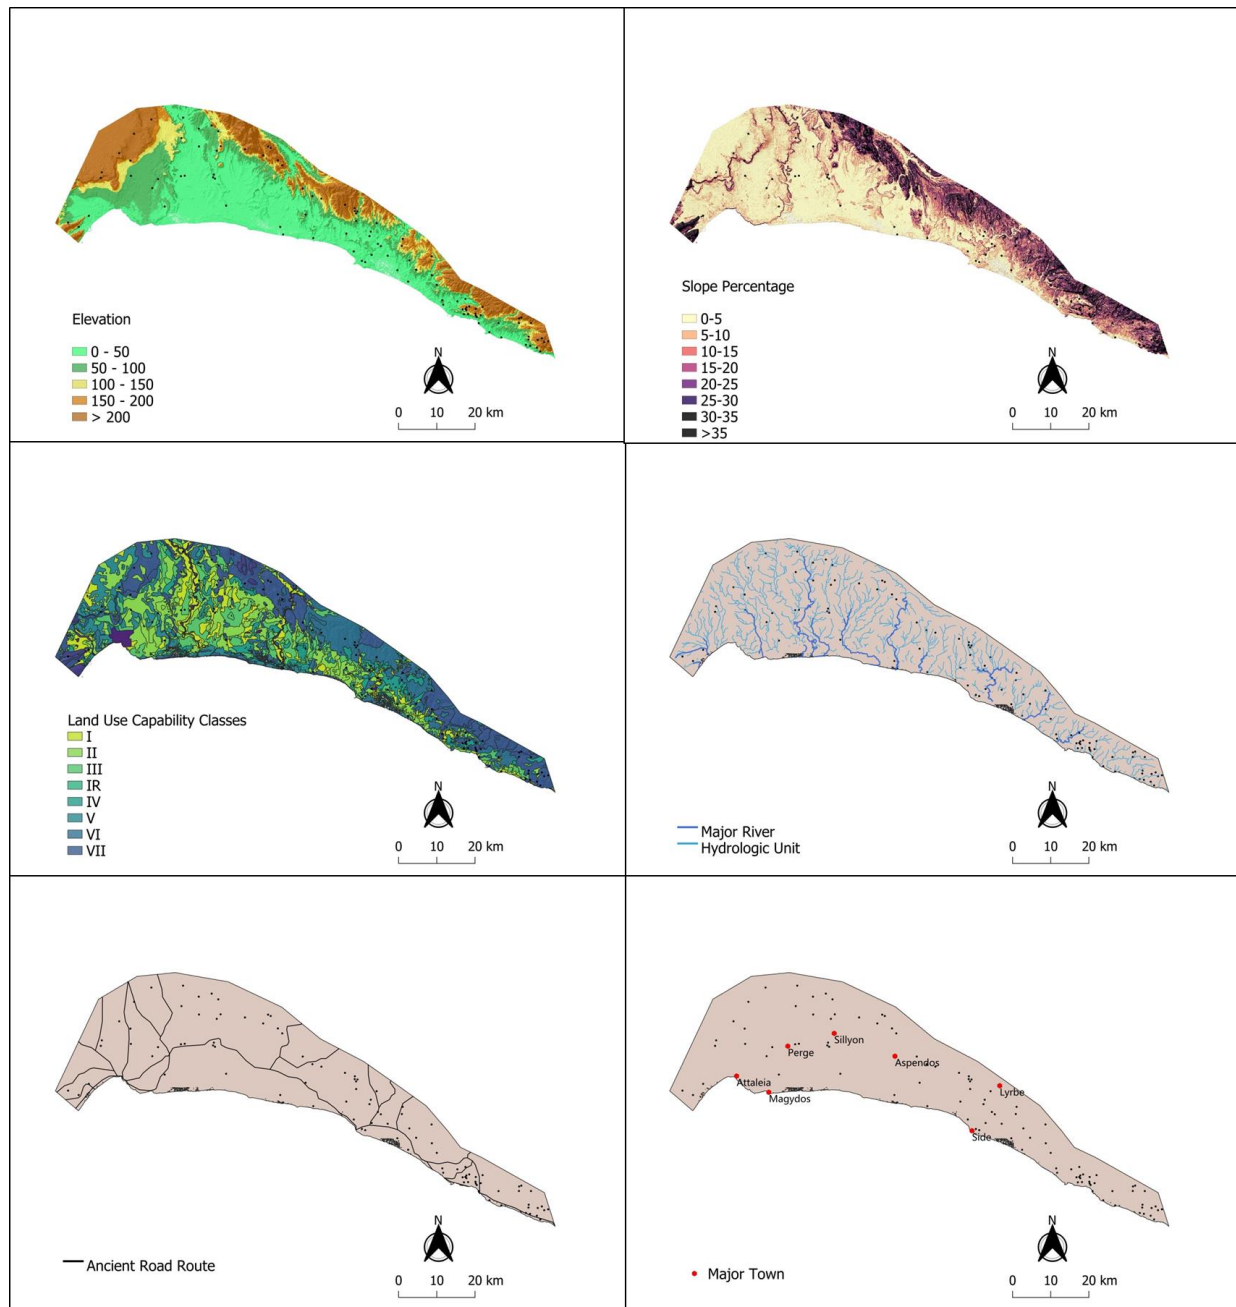 Elevation
0 - 50
50 - 100
100 - 150
150 - 200
> 200
N
0 10 20 km
Slope Percentage
0-5
5-10
10-15
15-20
20-25
25-30
30-35
>35
N
0 10 20 km
Land Use Capability Classes
I
II
III
IR
IV
V
VI
VII
N
0 10 20 km
Major River
Hydrologic Unit
N
0 10 20 km
Ancient Road Route
N
0 10 20 km
Sillyon
Perge
Aspendos
Attaleia
Lyrbe
Magydos
Side
Major Town
N
0 10 20 km